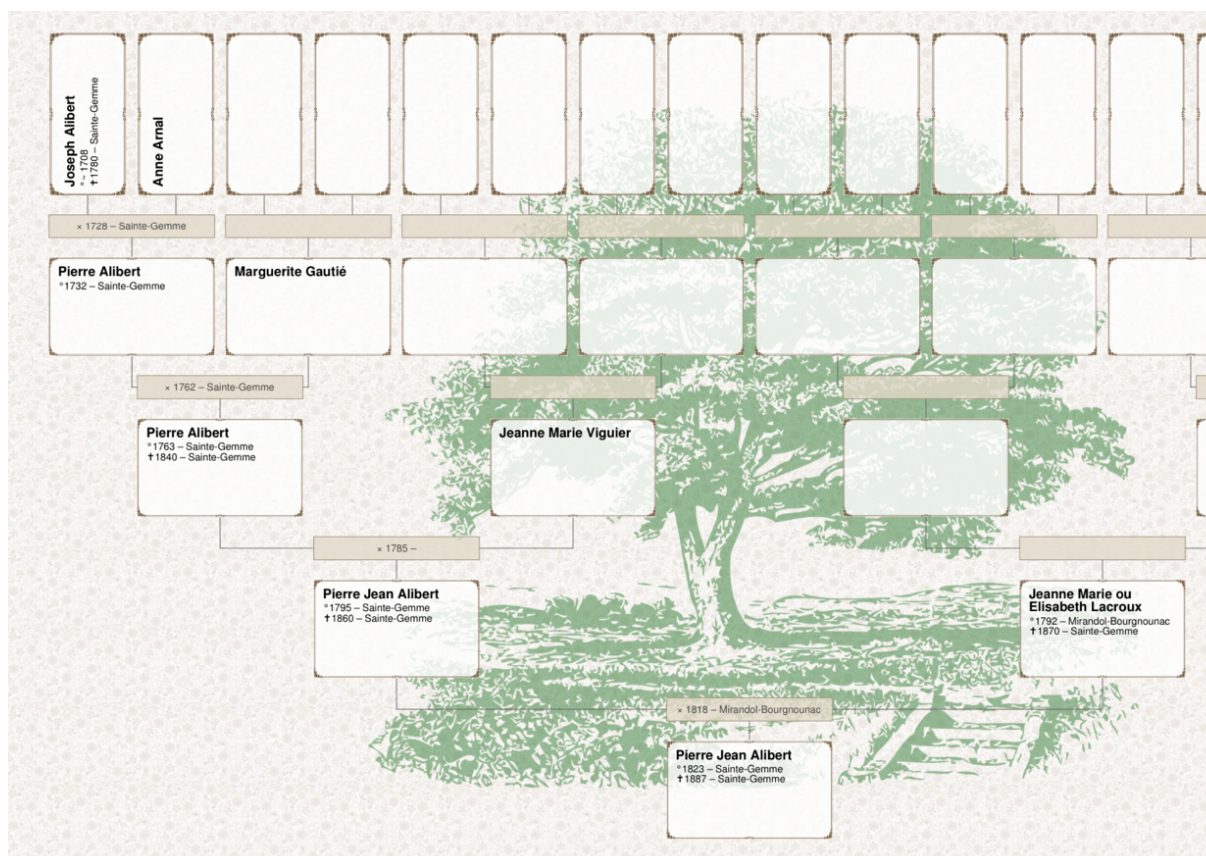 Joseph Alibert
° ~ 1708
✝1780 – Sainte-Gemme
Anne Arnal
× 1728 – Sainte-Gemme
Pierre Alibert
°1732 – Sainte-Gemme
Marguerite Gautié
× 1762 – Sainte-Gemme
Pierre Alibert
°1763 – Sainte-Gemme
✝1840 – Sainte-Gemme
Jeanne Marie Viguier
× 1785 –
Pierre Jean Alibert
°1795 – Sainte-Gemme
✝1860 – Sainte-Gemme
Jeanne Marie ou
Elisabeth Lacroux
°1792 – Mirandol-Bourgnounac
✝1870 – Sainte-Gemme
× 1818 – Mirandol-Bourgnounac
Pierre Jean Alibert
°1823 – Sainte-Gemme
✝1887 – Sainte-Gemme